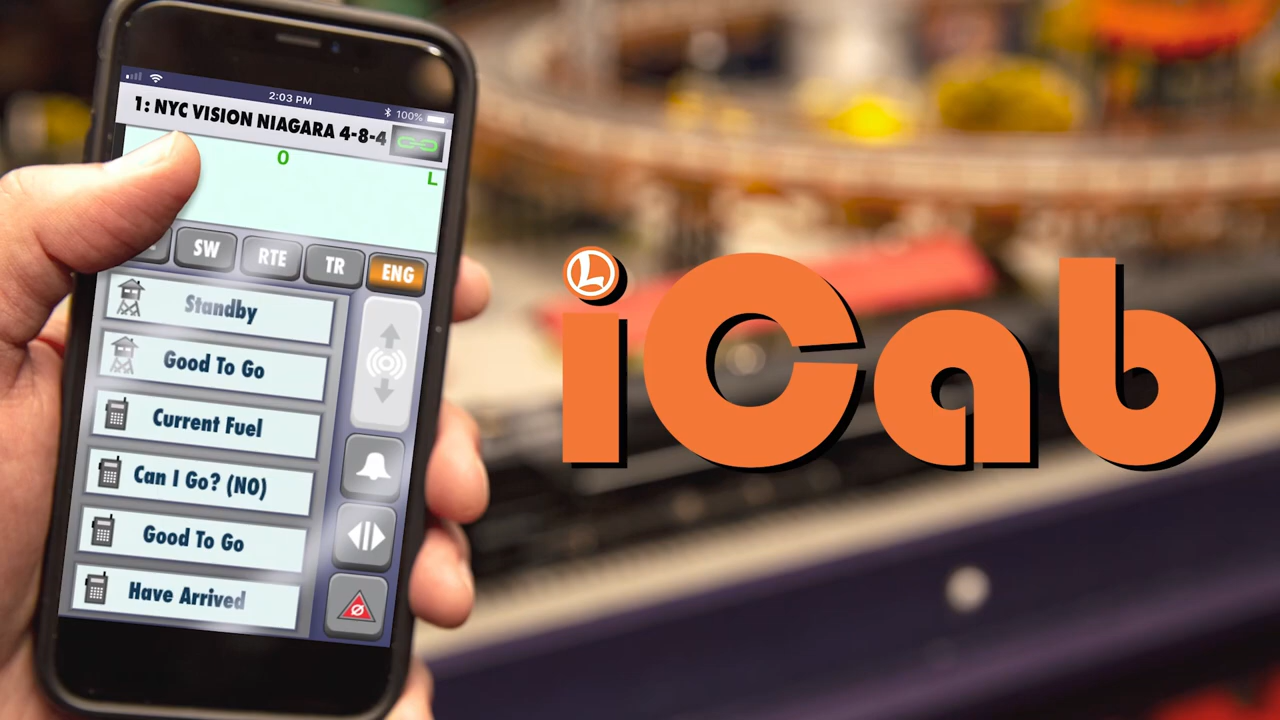 2:03 PM
100%
1: NYC VISION NIAGARA 4-8-4
0
L
SW
RTE
TR
ENG
Standby
Good To Go
Current Fuel
Can I Go? (NO)
Good To Go
Have Arrived
L
iCab